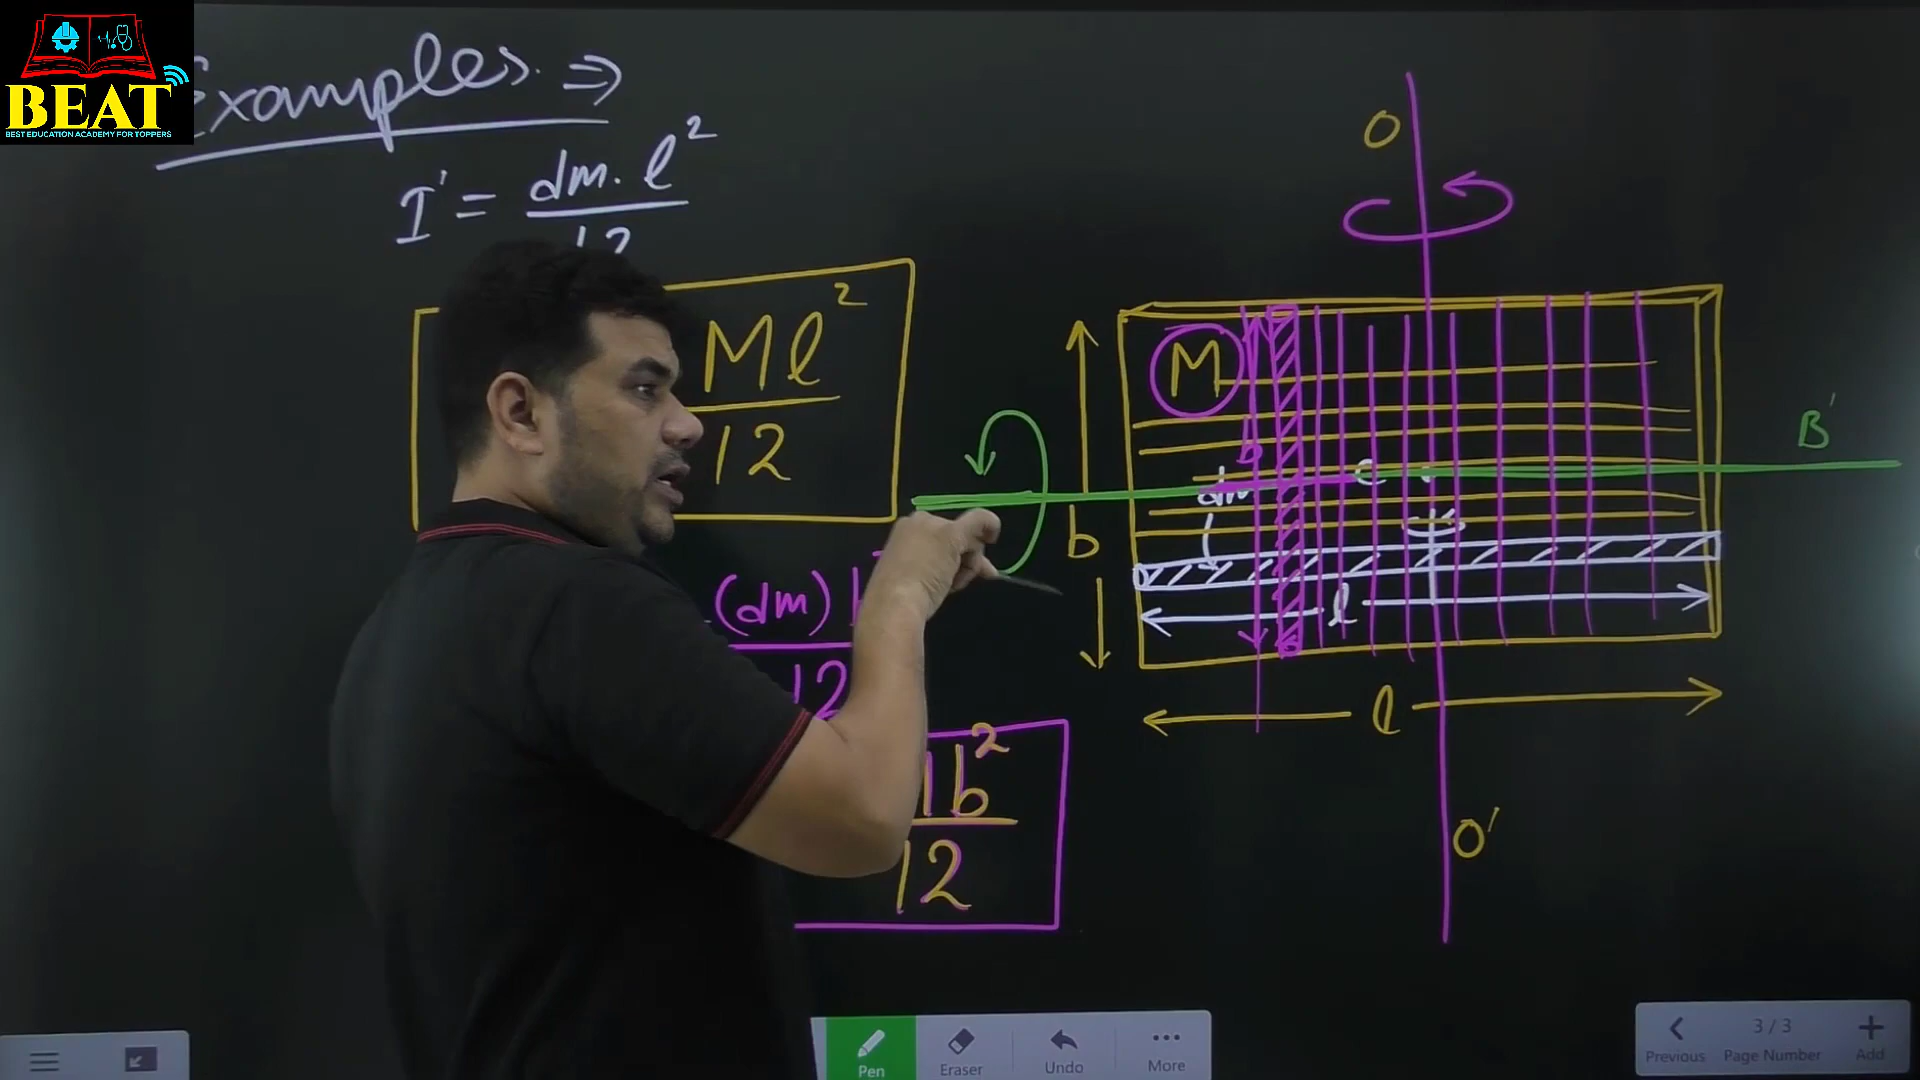 BEAT
BEST EDUCATION ACADEMY FOR TOPPERS
Examples. ⇒
I' = dm. l²
12
Ml²
12
(dm)
12
b²
12
O
M
b
dm
C
B'
b
l
l
O'
Pen
Eraser
Undo
More
3 / 3
Previous
Page Number
Add